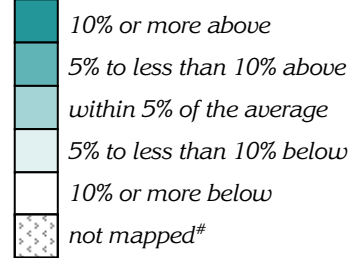 10% or more above
5% to less than 10% above
within 5% of the average
5% to less than 10% below
10% or more below
not mapped#